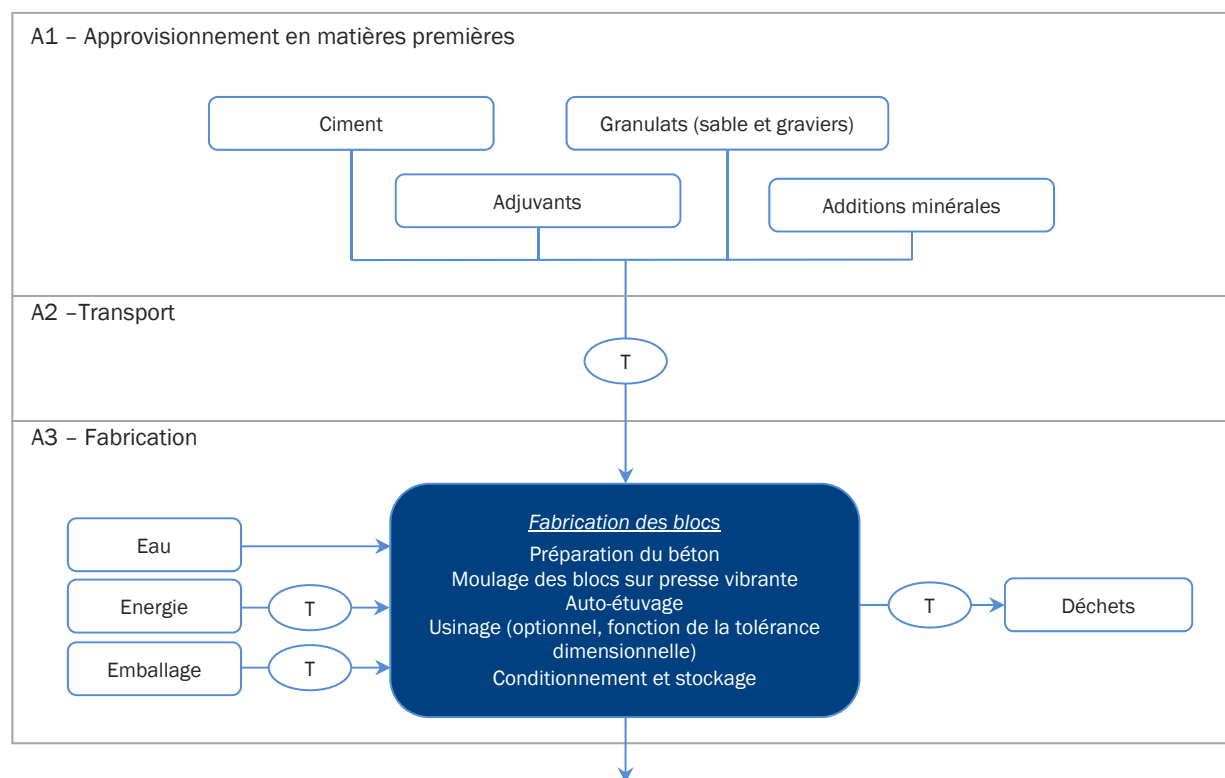 A1 – Approvisionnement en matières premières
Ciment
Granulats (sable et graviers)
Adjuvants
Additions minérales
A2 –Transport
T
A3 – Fabrication
Fabrication des blocs
Préparation du béton
Moulage des blocs sur presse vibrante
Auto-étuvage
Usinage (optionnel, fonction de la tolérance
dimensionnelle)
Conditionnement et stockage
Eau
Energie
T
Emballage
T
T
Déchets